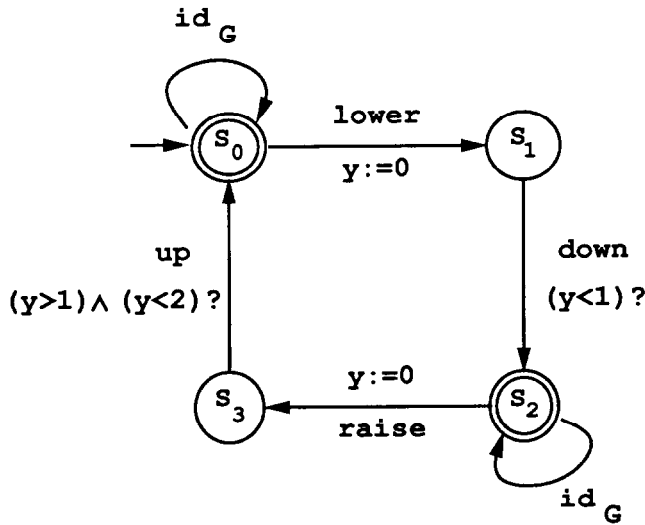 id G
S0
lower
y:=0
S1
up
(y>1)∧(y<2)?
down
(y<1)?
S3
y:=0
raise
S2
id G